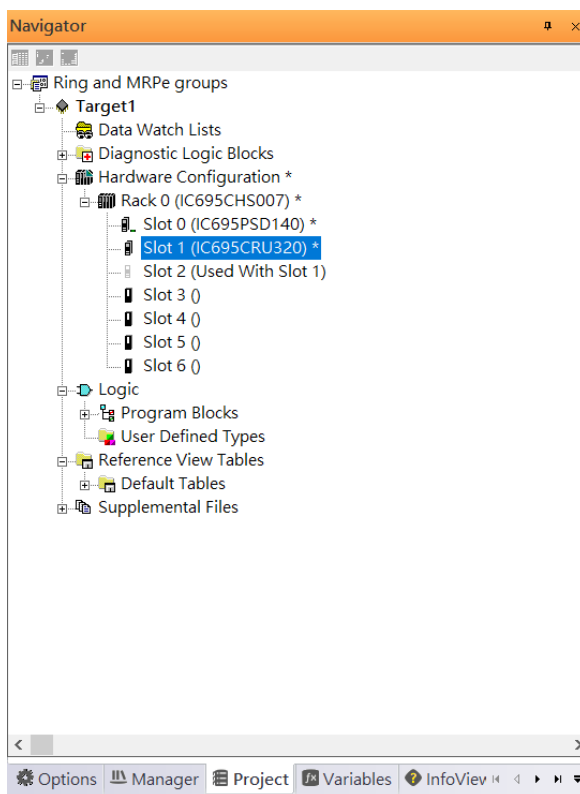 Navigator
Ring and MRPe groups
Target1
Data Watch Lists
Diagnostic Logic Blocks
Hardware Configuration *
Rack 0 (IC695CHS007) *
Slot 0 (IC695PSD140) *
Slot 1 (IC695CRU320) *
Slot 2 (Used With Slot 1)
Slot 3 ()
Slot 4 ()
Slot 5 ()
Slot 6 ()
Logic
Program Blocks
User Defined Types
Reference View Tables
Default Tables
Supplemental Files
Options Manager Project Variables InfoView